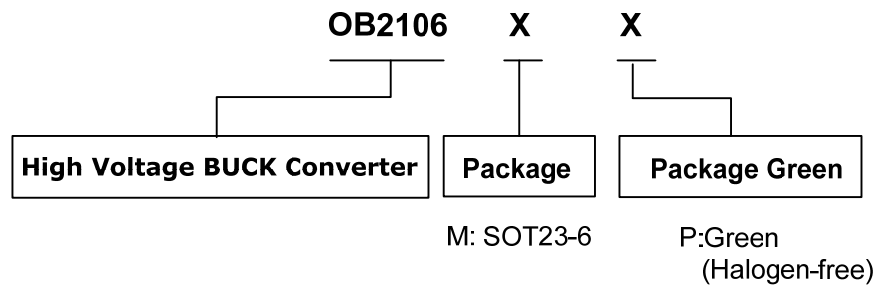 OB2106 X X
High Voltage BUCK Converter
Package
Package Green
M: SOT23-6
P:Green
(Halogen-free)